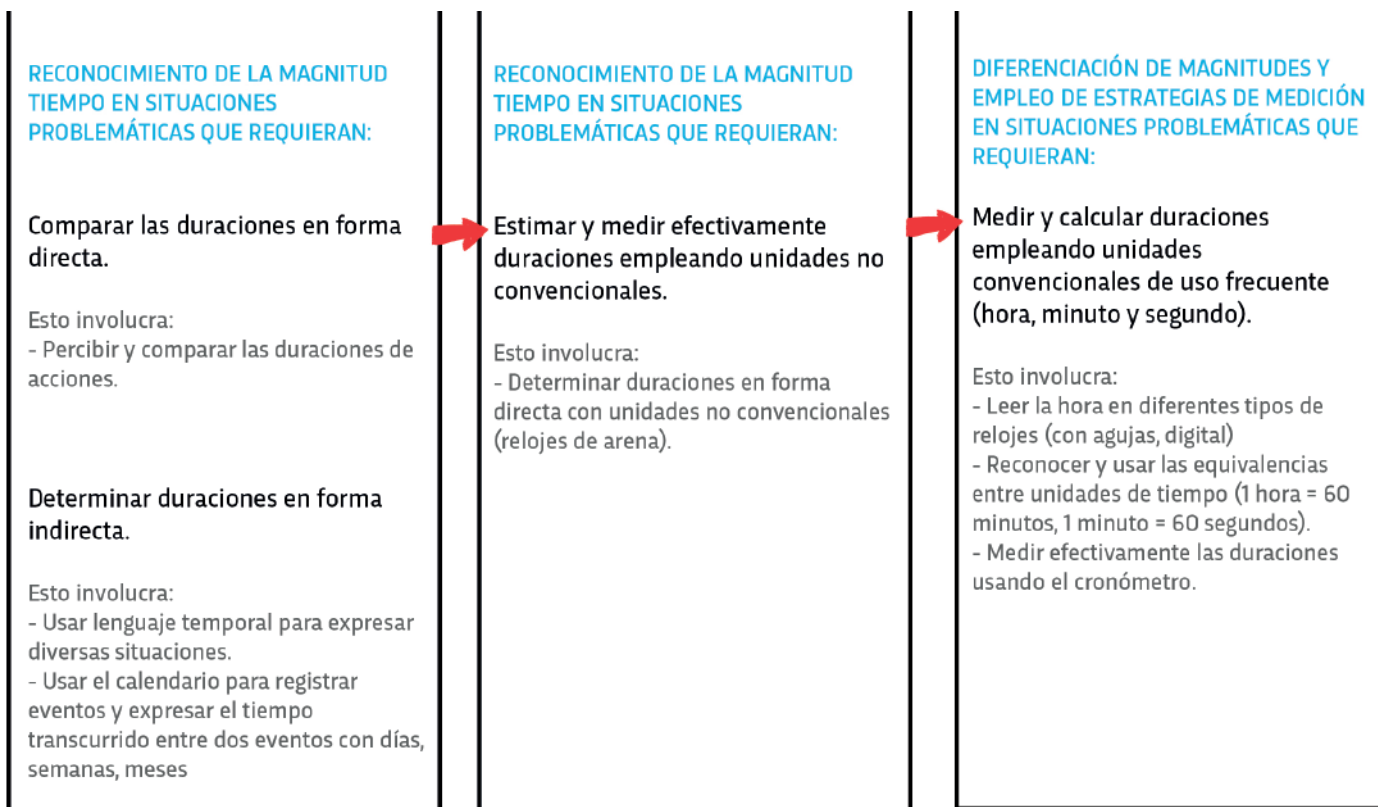 RECONOCIMIENTO DE LA MAGNITUD
TIEMPO EN SITUACIONES
PROBLEMÁTICAS QUE REQUIERAN:
Comparar las duraciones en forma
directa.
Esto involucra:
- Percibir y comparar las duraciones de
acciones.
Determinar duraciones en forma
indirecta.
Esto involucra:
- Usar lenguaje temporal para expresar
diversas situaciones.
- Usar el calendario para registrar
eventos y expresar el tiempo
transcurrido entre dos eventos con días,
semanas, meses
RECONOCIMIENTO DE LA MAGNITUD
TIEMPO EN SITUACIONES
PROBLEMÁTICAS QUE REQUIERAN:
Estimar y medir efectivamente
duraciones empleando unidades no
convencionales.
Esto involucra:
- Determinar duraciones en forma
directa con unidades no convencionales
(relojes de arena).
DIFERENCIACIÓN DE MAGNITUDES Y
EMPLEO DE ESTRATEGIAS DE MEDICIÓN
EN SITUACIONES PROBLEMÁTICAS QUE
REQUIERAN:
Medir y calcular duraciones
empleando unidades
convencionales de uso frecuente
(hora, minuto y segundo).
Esto involucra:
- Leer la hora en diferentes tipos de
relojes (con agujas, digital)
- Reconocer y usar las equivalencias
entre unidades de tiempo (1 hora = 60
minutos, 1 minuto = 60 segundos).
- Medir efectivamente las duraciones
usando el cronómetro.